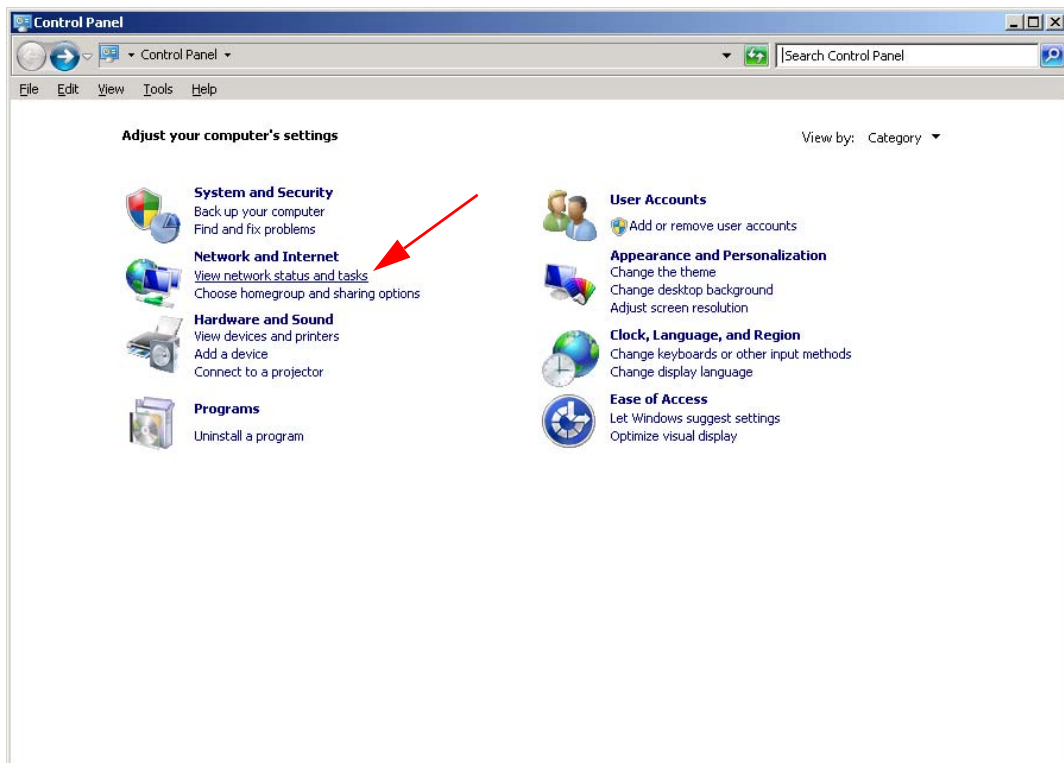 Control Panel
Control Panel
Search Control Panel
File Edit View Tools Help
Adjust your computer's settings
View by: Category
System and Security
Back up your computer
Find and fix problems
Network and Internet
View network status and tasks
Choose homegroup and sharing options
Hardware and Sound
View devices and printers
Add a device
Connect to a projector
Programs
Uninstall a program
User Accounts
Add or remove user accounts
Appearance and Personalization
Change the theme
Change desktop background
Adjust screen resolution
Clock, Language, and Region
Change keyboards or other input methods
Change display language
Ease of Access
Let Windows suggest settings
Optimize visual display